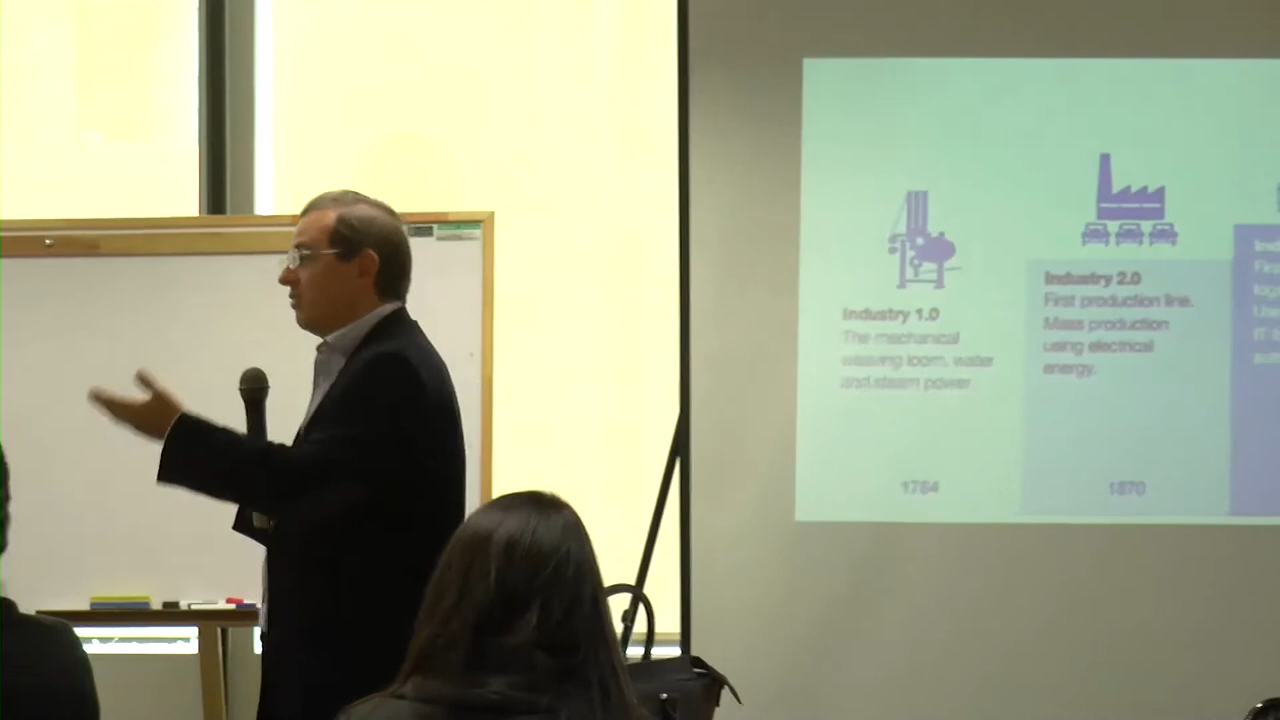 Industry 1.0
The mechanical
weaving loom, water
and steam power
1784
Industry 2.0
First production line.
Mass production
using electrical
energy.
1870